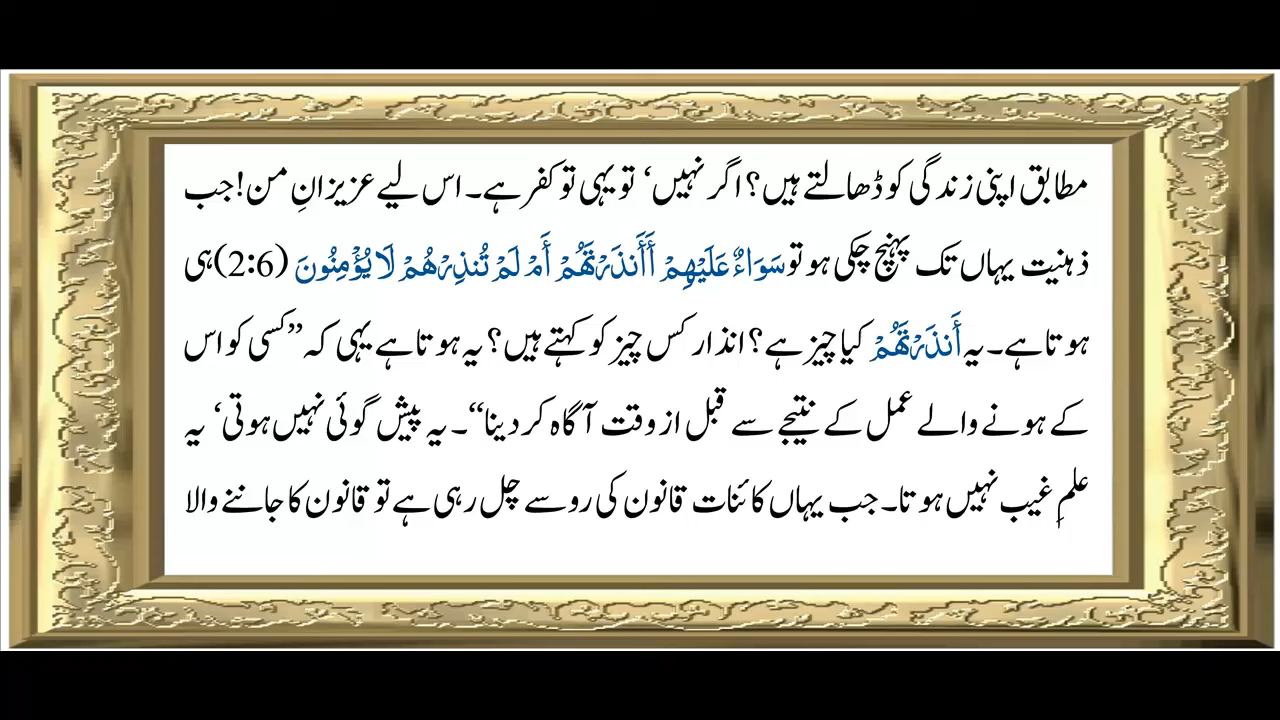 مطابق اپنی زندگی کو ڈھالتے ہیں؟ اگر نہیں‘ تو یہی تو کفر ہے۔ اس لیے عزیزانِ من! جب
ذہنیت یہاں تک پہنچ چکی ہو تو سَوَاءٌ عَلَيْهِمْ أَأَنذَرْتَهُمْ أَمْ لَمْ تُنذِرْهُمْ لَا يُؤْمِنُونَ (2:6) ہی
ہوتا ہے۔ یہ أَنذَرْتَهُمْ کیا چیز ہے؟ انذار کس چیز کو کہتے ہیں؟ یہ ہوتا ہے یہی کہ ’’کسی کو اس
کے ہونے والے عمل کے نتیجے سے قبل از وقت آگاہ کر دینا‘‘۔ یہ پیش گوئی نہیں ہوتی‘ یہ
علمِ غیب نہیں ہوتا۔ جب یہاں کائنات قانون کی رو سے چل رہی ہے تو قانون کا جاننے والا